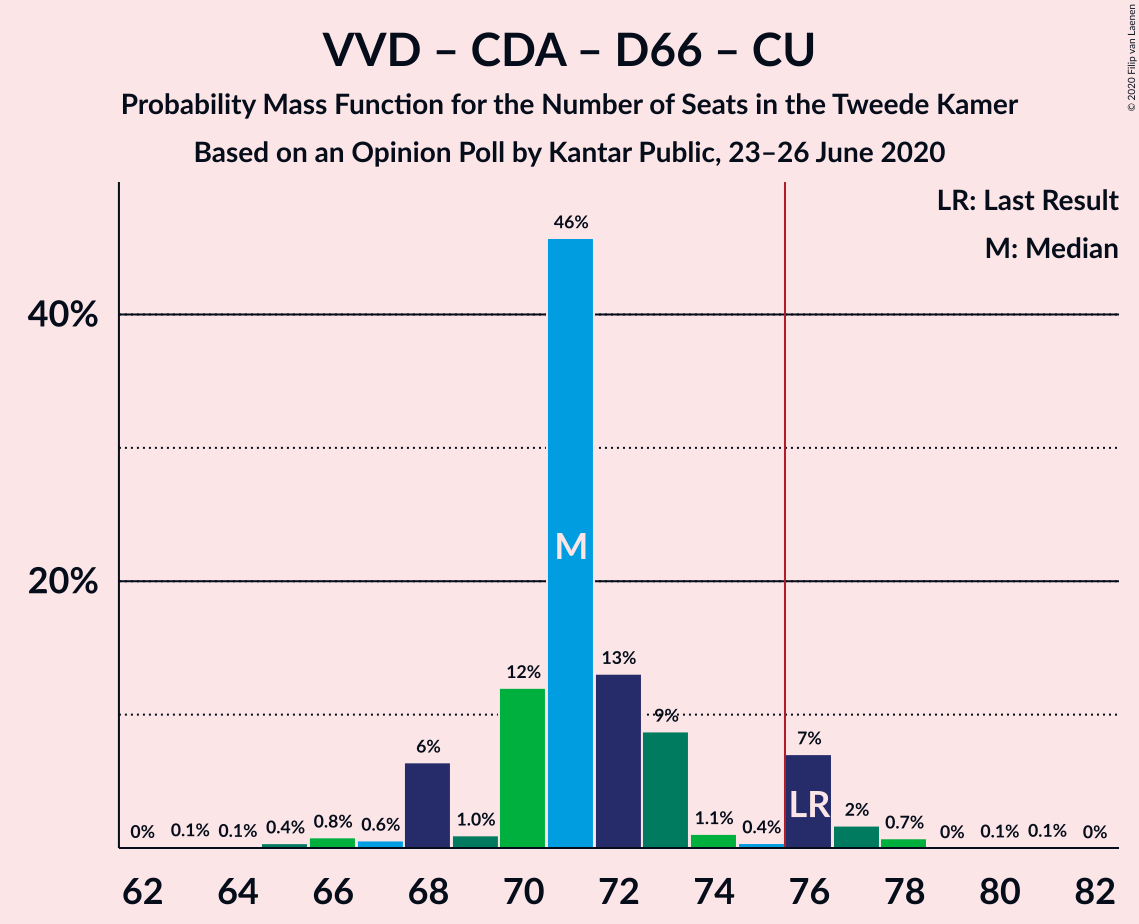 VVD – CDA – D66 – CU
Probability Mass Function for the Number of Seats in the Tweede Kamer
Based on an Opinion Poll by Kantar Public, 23–26 June 2020
© 2020 Filip van Laenen
LR: Last Result
M: Median
40%
20%
0% 0.1% 0.1% 0.4% 0.8% 0.6% 6% 1.0% 12% 46% 13% 9% 1.1% 0.4% 7% 2% 0.7% 0% 0.1% 0.1% 0%
M
LR
62 64 66 68 70 72 74 76 78 80 82